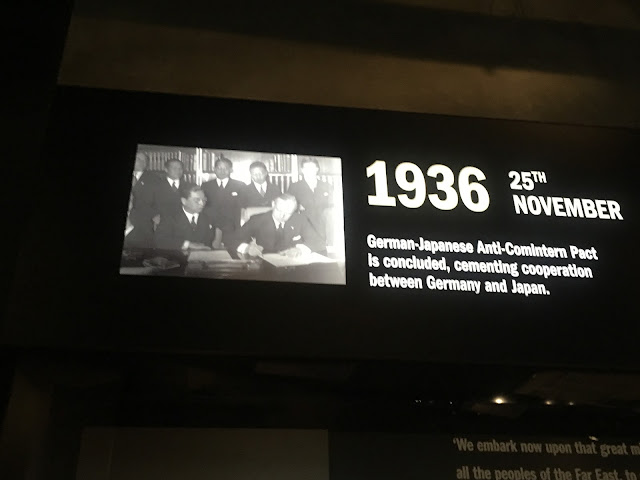 1936
25TH
NOVEMBER
German-Japanese Anti-Comintern Pact
is concluded, cementing cooperation
between Germany and Japan.
'We embark now upon that great
all the peoples of the Far East, to